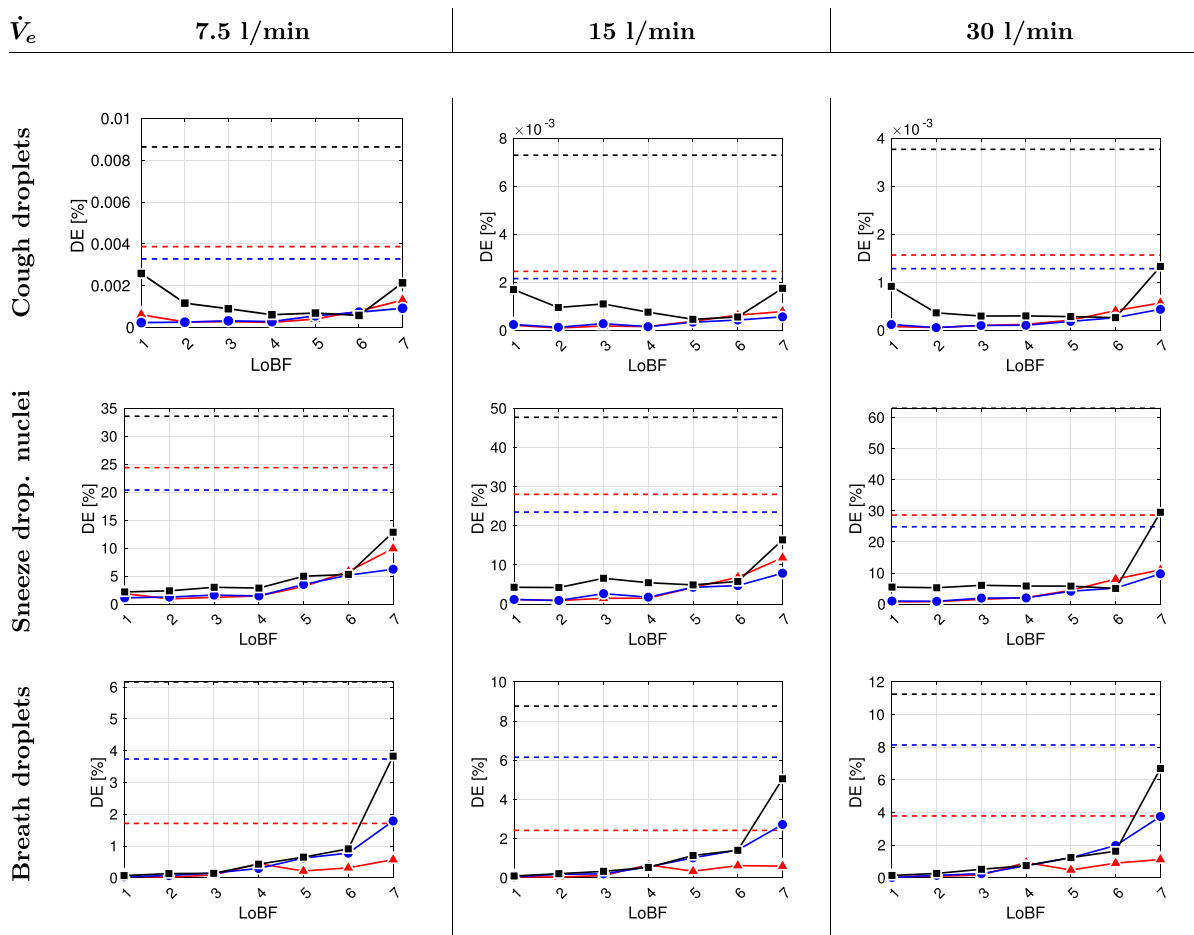 V̇e 7.5 l/min 15 l/min 30 l/min
Cough droplets
DE [%]
0.01
0.008
0.006
0.004
0.002
0
1 2 3 4 5 6 7
LoBF
×10-3
DE [%]
8
6
4
2
0
1 2 3 4 5 6 7
LoBF
×10-3
DE [%]
4
3
2
1
0
1 2 3 4 5 6 7
LoBF
Sneeze drop. nuclei
DE [%]
35
30
25
20
15
10
5
0
1 2 3 4 5 6 7
LoBF
DE [%]
50
40
30
20
10
0
1 2 3 4 5 6 7
LoBF
DE [%]
60
50
40
30
20
10
0
1 2 3 4 5 6 7
LoBF
Breath droplets
DE [%]
6
5
4
3
2
1
0
1 2 3 4 5 6 7
LoBF
DE [%]
10
8
6
4
2
0
1 2 3 4 5 6 7
LoBF
DE [%]
12
10
8
6
4
2
0
1 2 3 4 5 6 7
LoBF